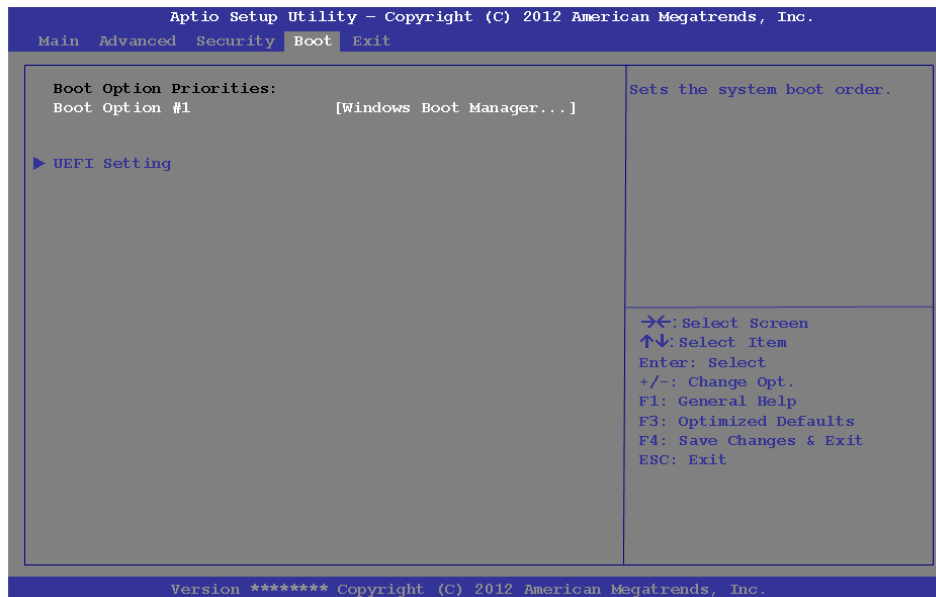 Aptio Setup Utility – Copyright (C) 2012 American Megatrends, Inc.
Main Advanced Security Boot Exit
Boot Option Priorities:
Boot Option #1 [Windows Boot Manager...]
▶ UEFI Setting
Sets the system boot order.
→←:Select Screen
↑↓:Select Item
Enter: Select
+/-: Change Opt.
F1: General Help
F3: Optimized Defaults
F4: Save Changes & Exit
ESC: Exit
Version ******** Copyright (C) 2012 American Megatrends, Inc.